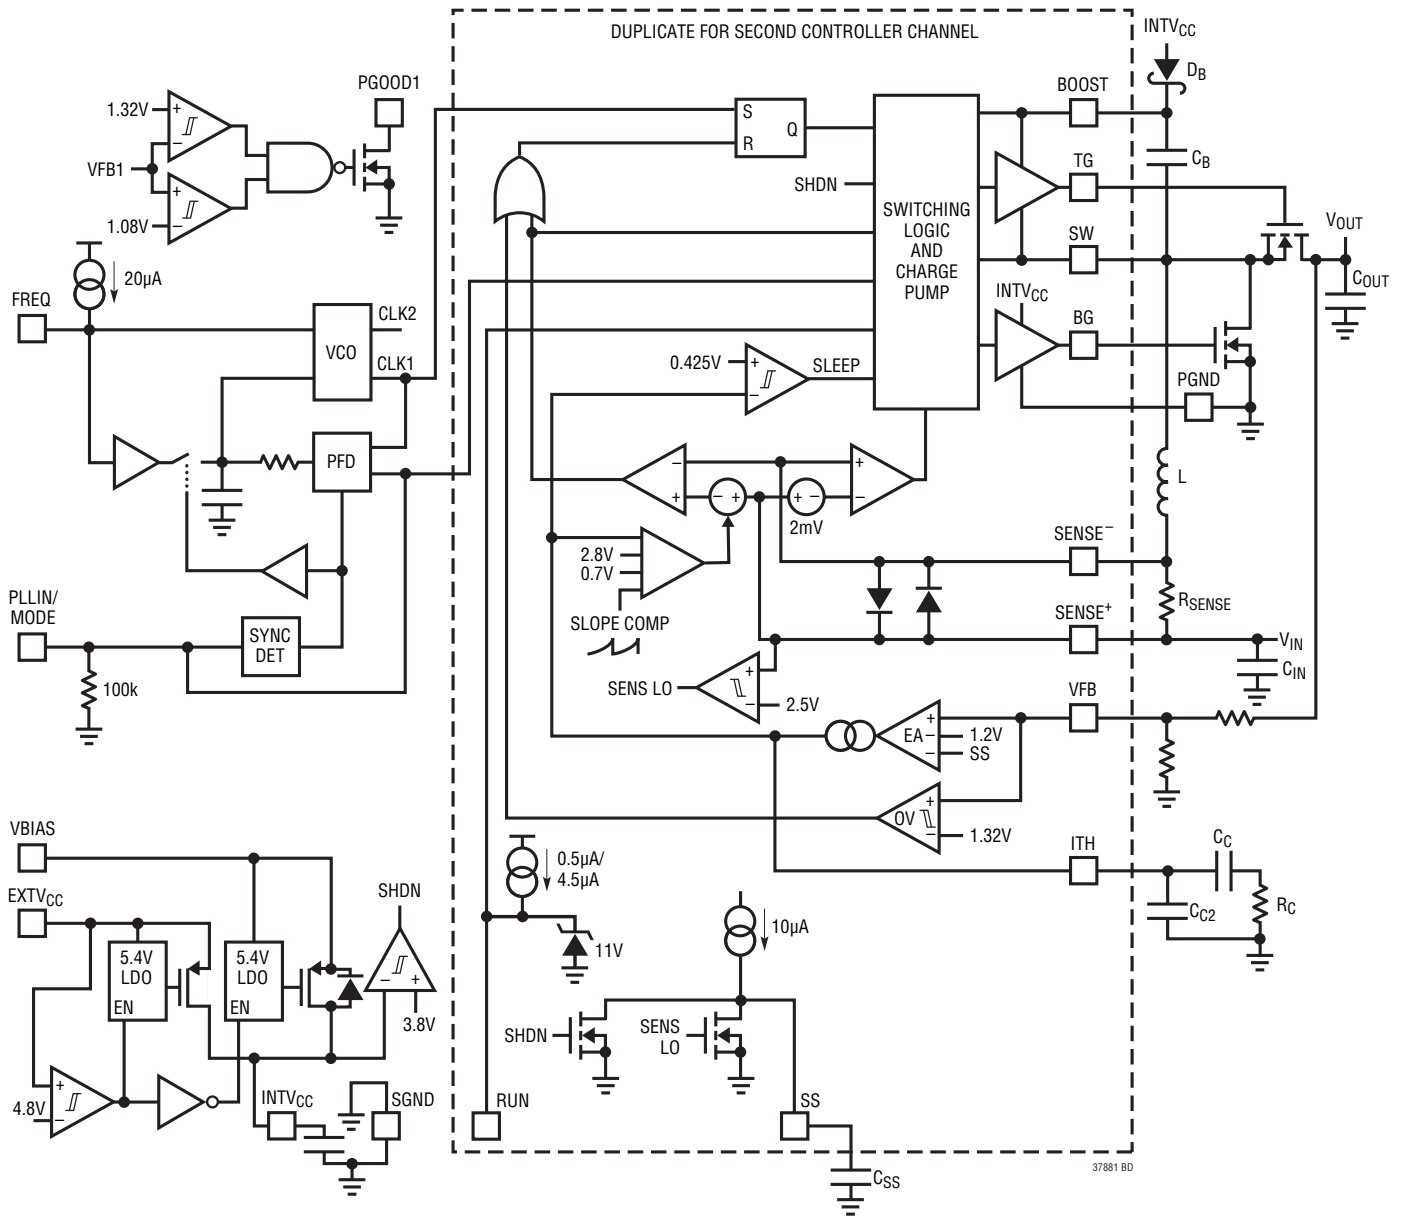 DUPLICATE FOR SECOND CONTROLLER CHANNEL
INTVCC
DB
BOOST
CB
TG
SW
VOUT
COUT
INTVCC
BG
PGND
L
SENSE−
RSENSE
SENSE+
VIN
CIN
VFB
ITH
CC
RC
CC2
PGOOD1
1.32V
+
−
VFB1
+
−
1.08V
20µA
FREQ
VCO
CLK2
CLK1
PFD
PLLIN/
MODE
SYNC
DET
100k
S
R
Q
SHDN
SWITCHING
LOGIC
AND
CHARGE
PUMP
0.425V
+
−
SLEEP
−
+
− +
+ −
2mV
+
−
2.8V
0.7V
SLOPE COMP
SENS LO
+
−
2.5V
EA
+
−
−
1.2V
SS
OV
+
−
1.32V
0.5µA/
4.5µA
11V
10µA
SHDN
SENS
LO
RUN
SS
CSS
VBIAS
EXTVCC
5.4V
LDO
EN
5.4V
LDO
EN
SHDN
−
+
3.8V
+
−
4.8V
INTVCC
SGND
37881 BD